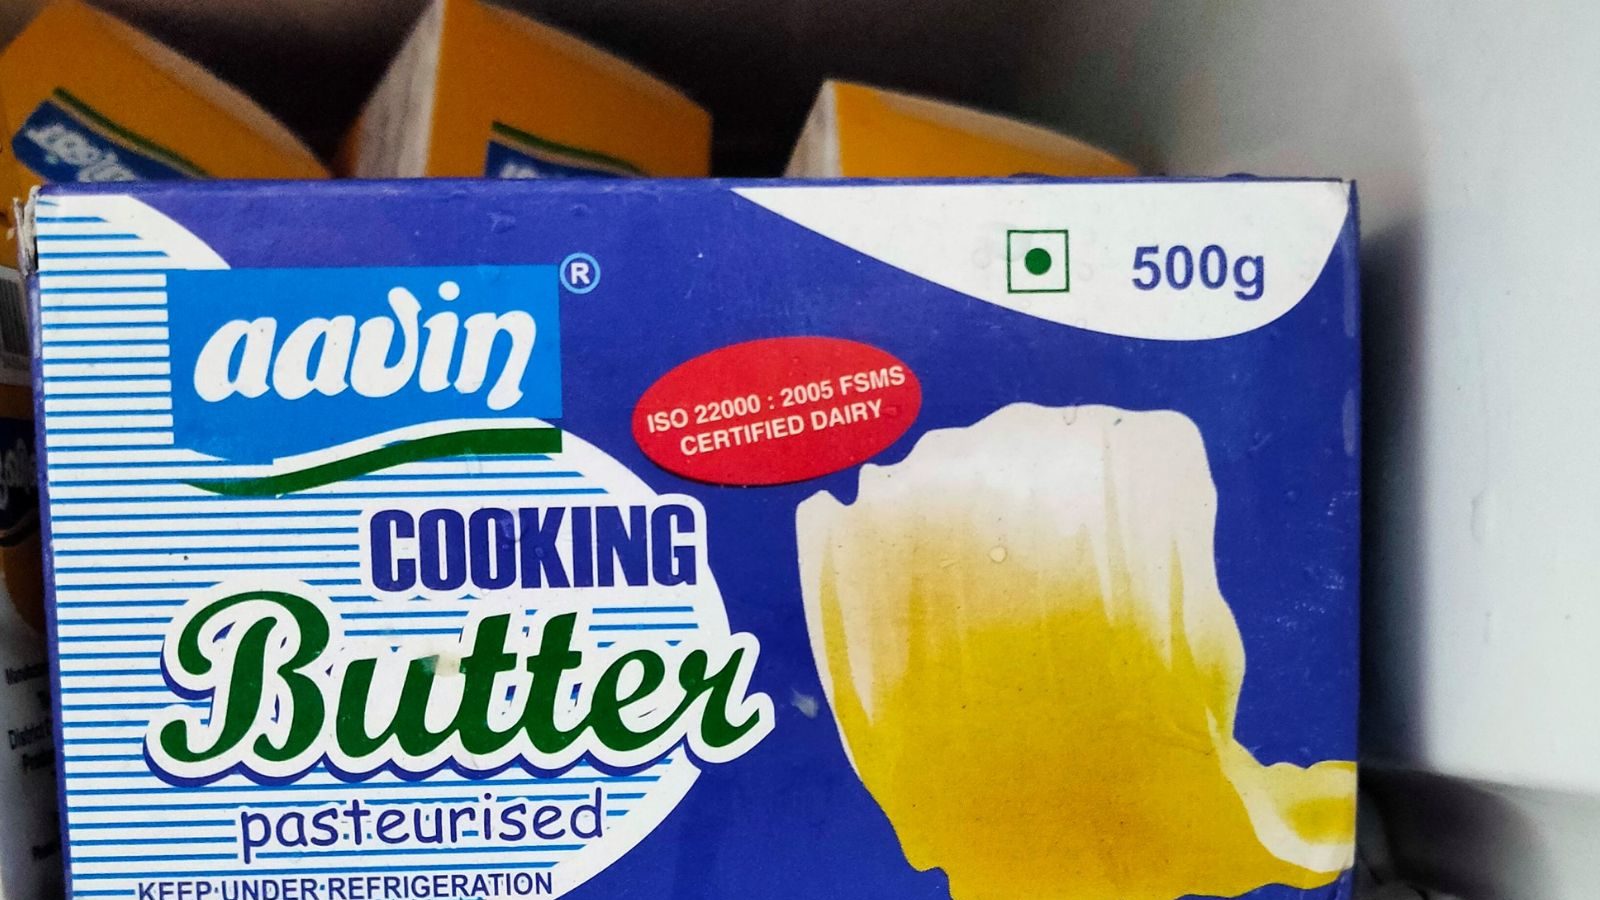 aavin ®
500g
ISO 22000 : 2005 FSMS
CERTIFIED DAIRY
COOKING
Butter
pasteurised
KEEP UNDER REFRIGERATION